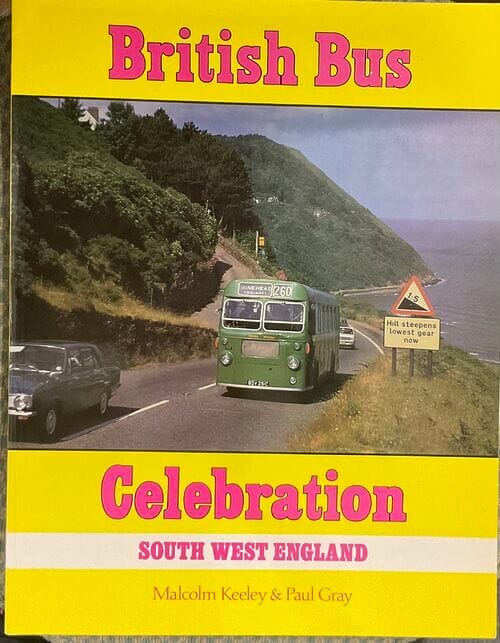 British Bus
MINEHEAD
260
1:5
Hill steepens
lowest gear
now
Celebration
SOUTH WEST ENGLAND
Malcolm Keeley & Paul Gray